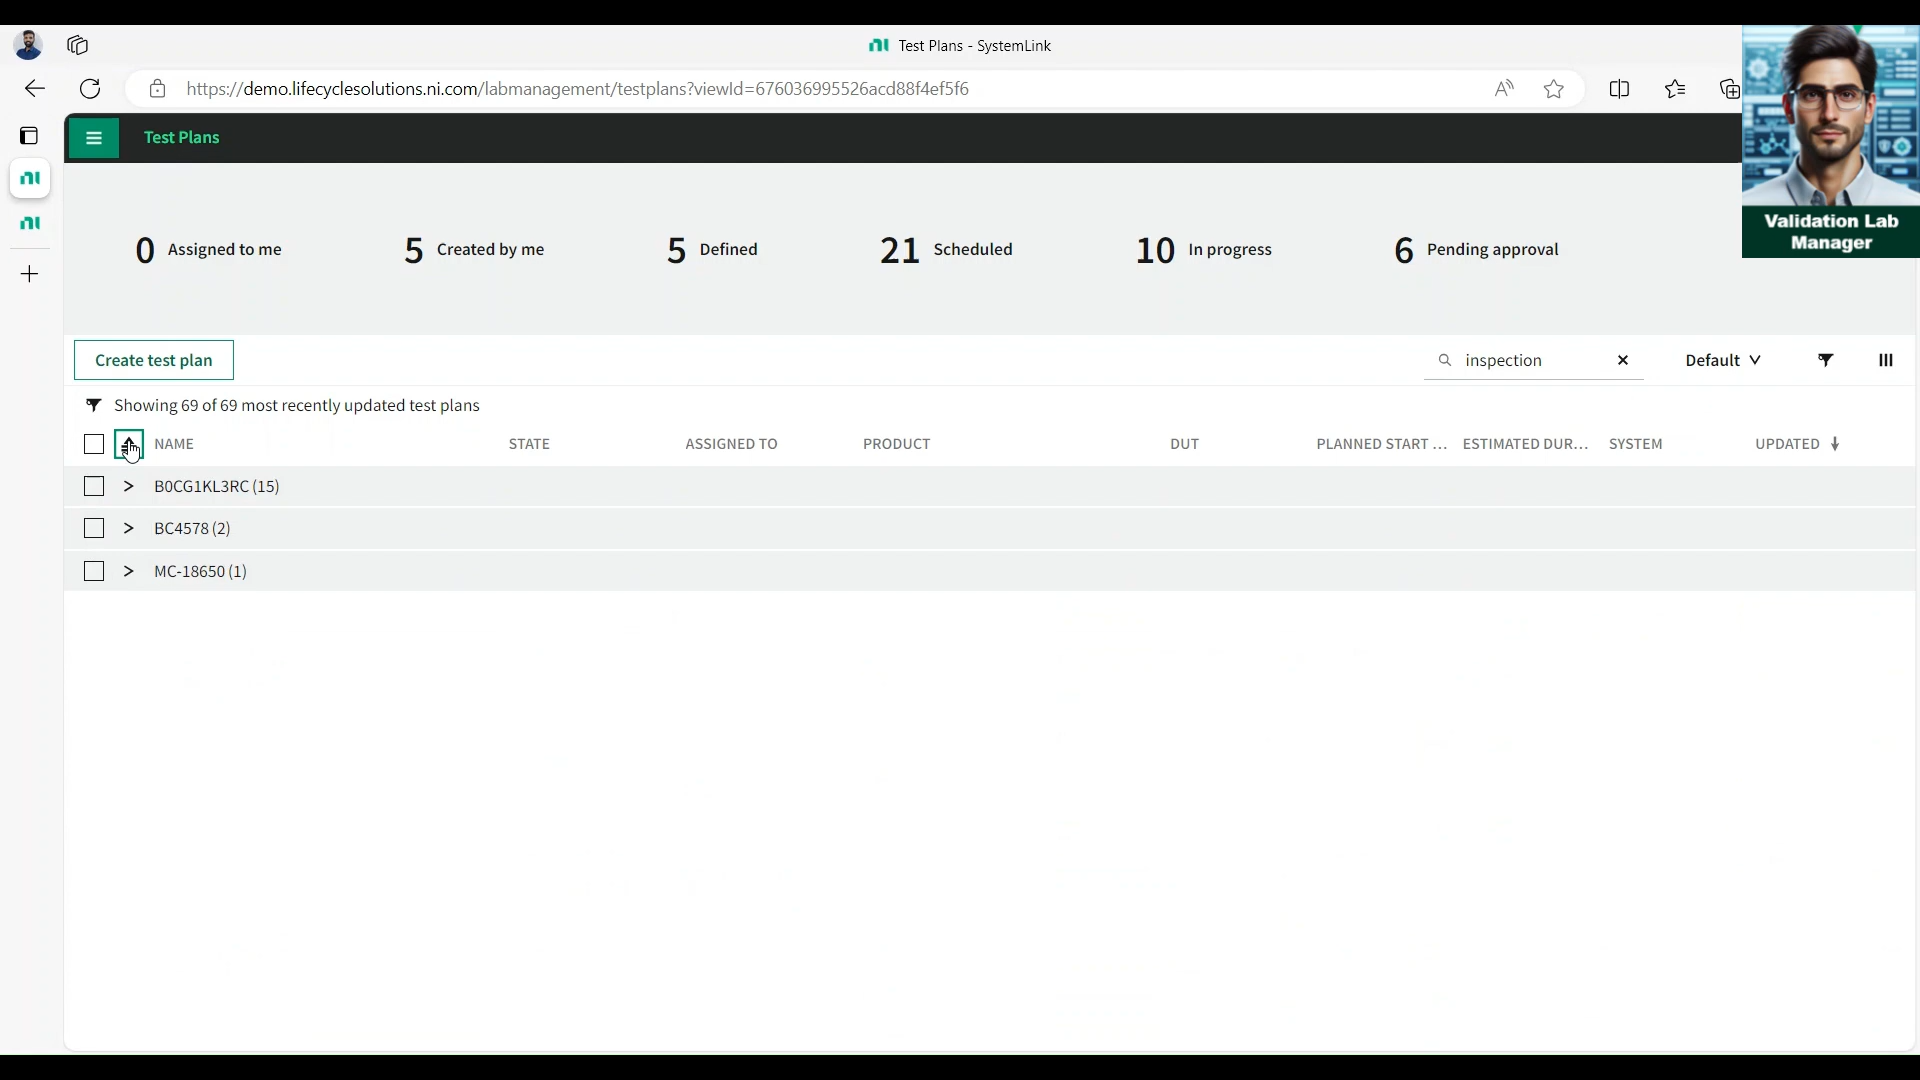 Test Plans - SystemLink
https://demo.lifecyclesolutions.ni.com/labmanagement/testplans?viewId=676036995526acd88f4ef5f6
Test Plans
Validation Lab
Manager
0 Assigned to me 5 Created by me 5 Defined 21 Scheduled 10 In progress 6 Pending approval
Create test plan inspection Default
Showing 69 of 69 most recently updated test plans
NAME STATE ASSIGNED TO PRODUCT DUT PLANNED START ... ESTIMATED DUR... SYSTEM UPDATED
B0CG1KL3RC (15)
BC4578 (2)
MC-18650 (1)